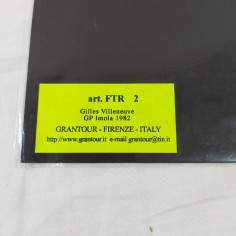 art. FTR 2
Gilles Villeneuve
GP Imola 1982
GRANTOUR - FIRENZE - ITALY
http://www.grantour.it e-mail grantour@tin.it